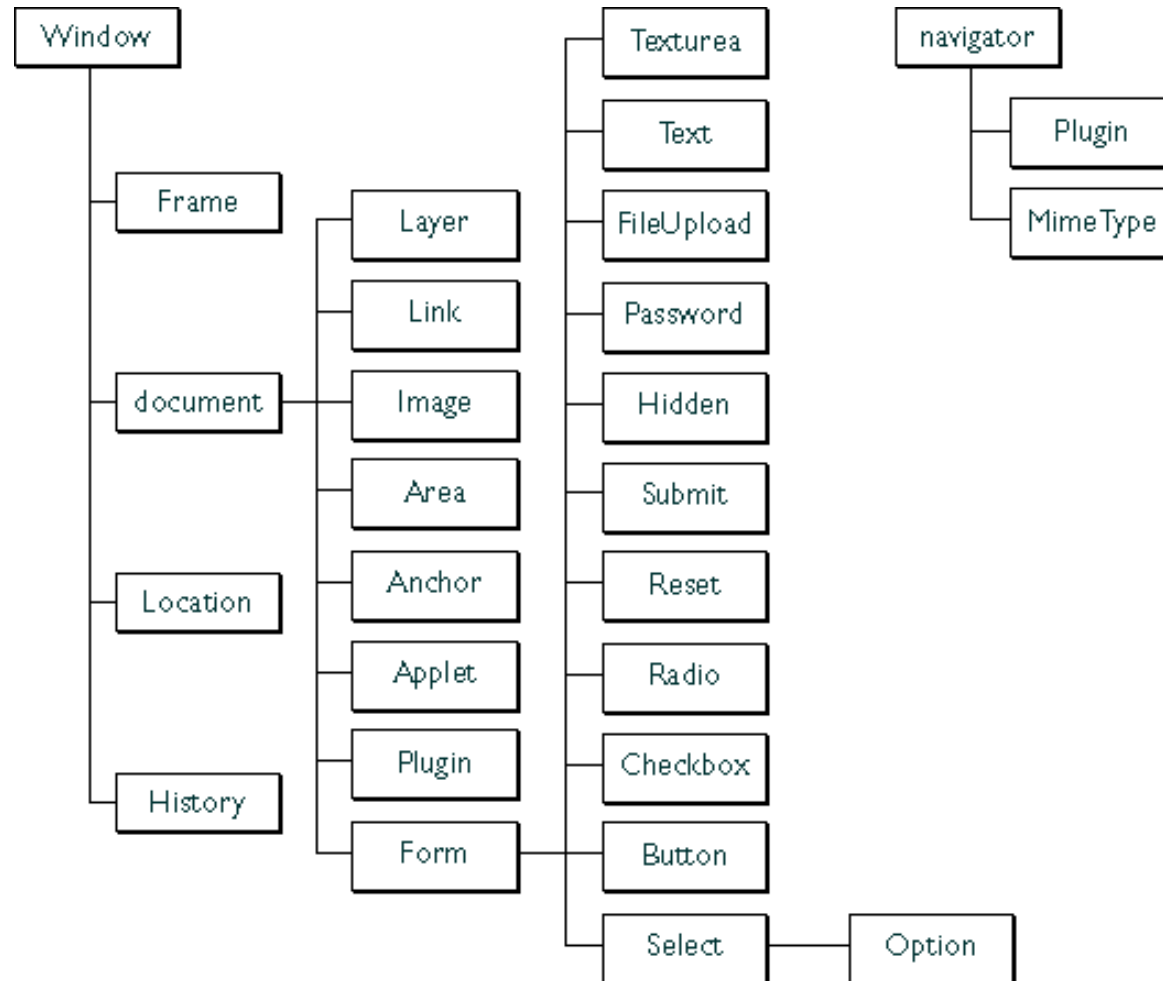 Window
Frame
document
Location
History
Layer
Link
Image
Area
Anchor
Applet
Plugin
Form
Texturea
Text
FileUpload
Password
Hidden
Submit
Reset
Radio
Checkbox
Button
Select
Option
navigator
Plugin
MimeType